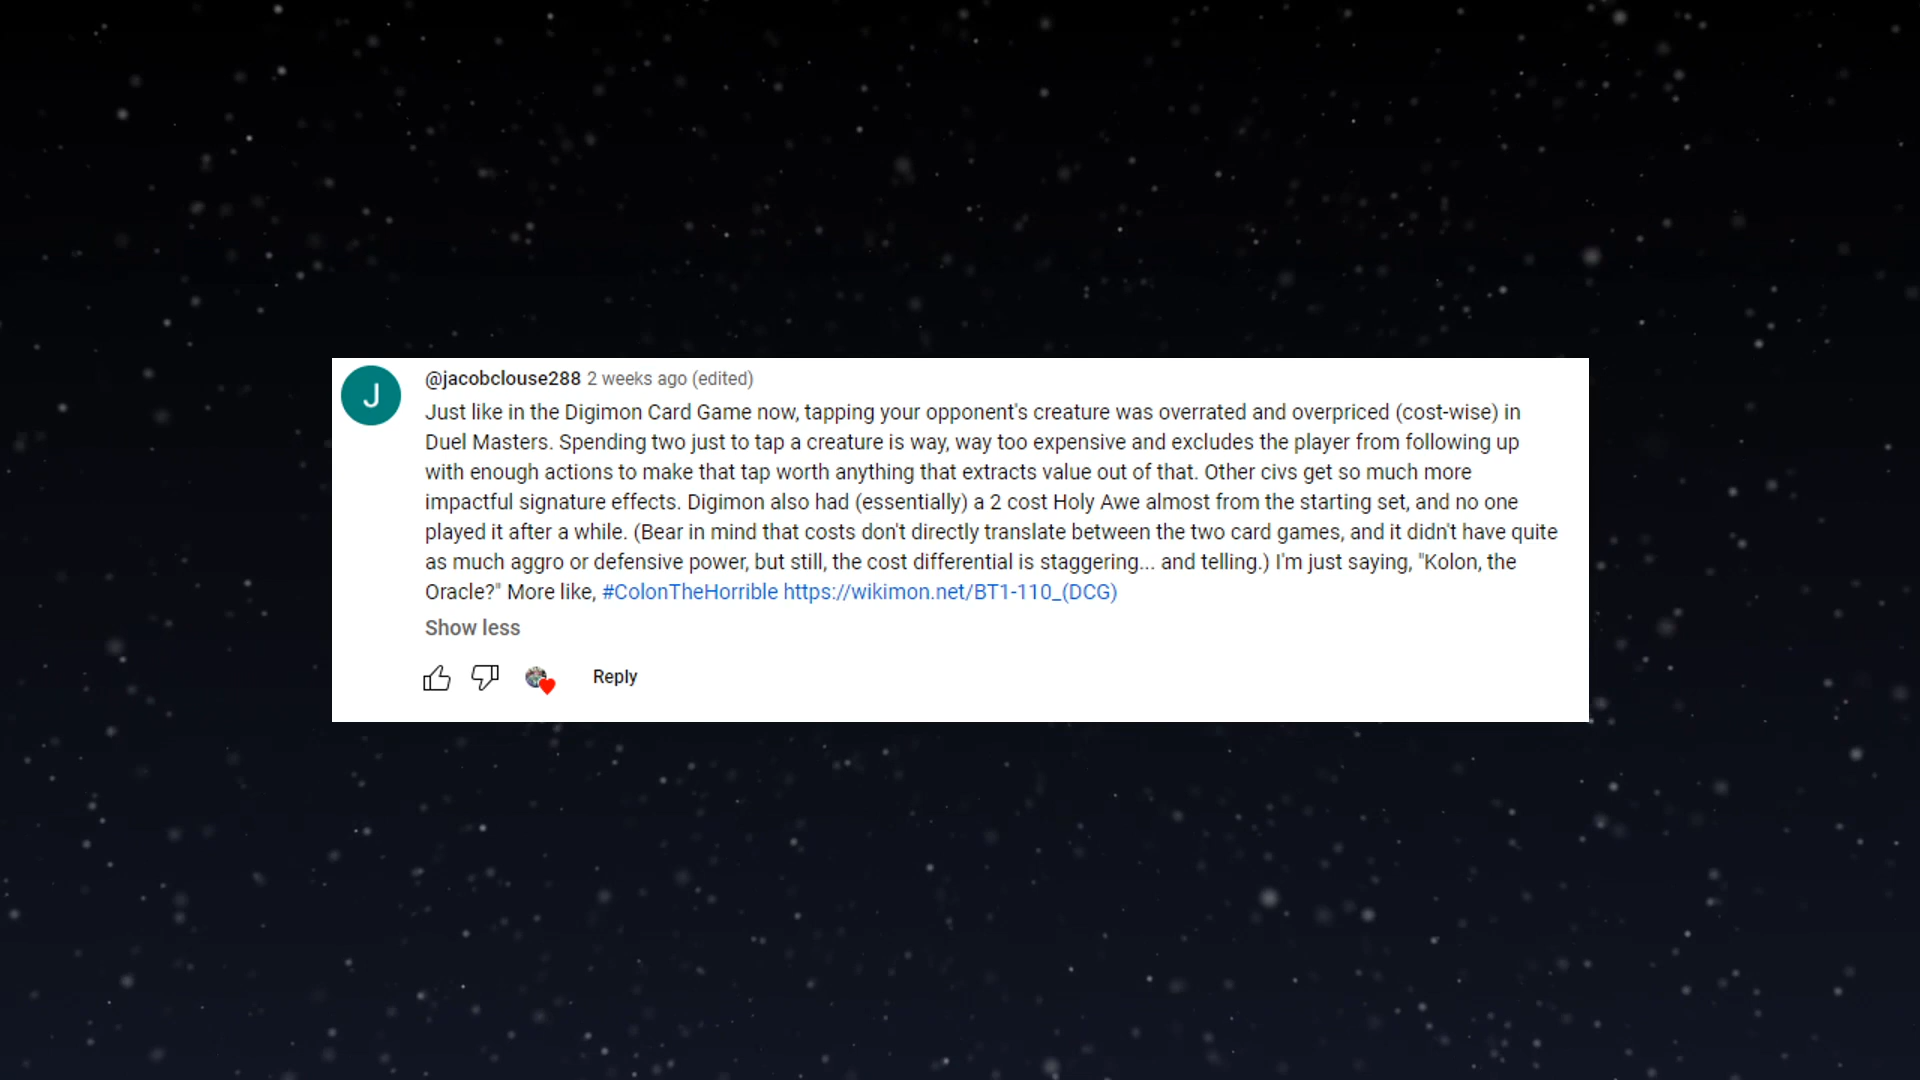 J
@jacobclouse288 2 weeks ago (edited)
Just like in the Digimon Card Game now, tapping your opponent's creature was overrated and overpriced (cost-wise) in
Duel Masters. Spending two just to tap a creature is way, way too expensive and excludes the player from following up
with enough actions to make that tap worth anything that extracts value out of that. Other civs get so much more
impactful signature effects. Digimon also had (essentially) a 2 cost Holy Awe almost from the starting set, and no one
played it after a while. (Bear in mind that costs don't directly translate between the two card games, and it didn't have quite
as much aggro or defensive power, but still, the cost differential is staggering... and telling.) I'm just saying, "Kolon, the
Oracle?" More like, #ColonTheHorrible https://wikimon.net/BT1-110_(DCG)
Show less
Reply